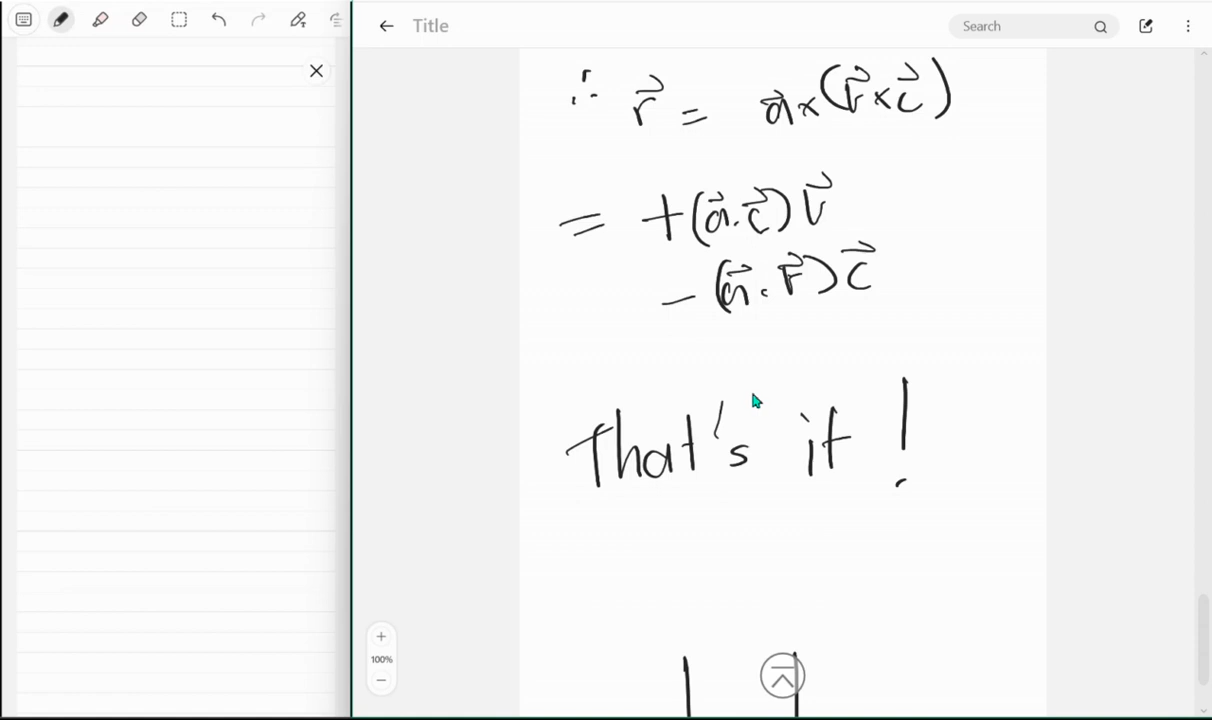 Title
Search
∴ r⃗ = a⃗×(b⃗×c⃗)
= +(a⃗.c⃗)b⃗
− (a⃗.b⃗)c⃗
That's it !
100%